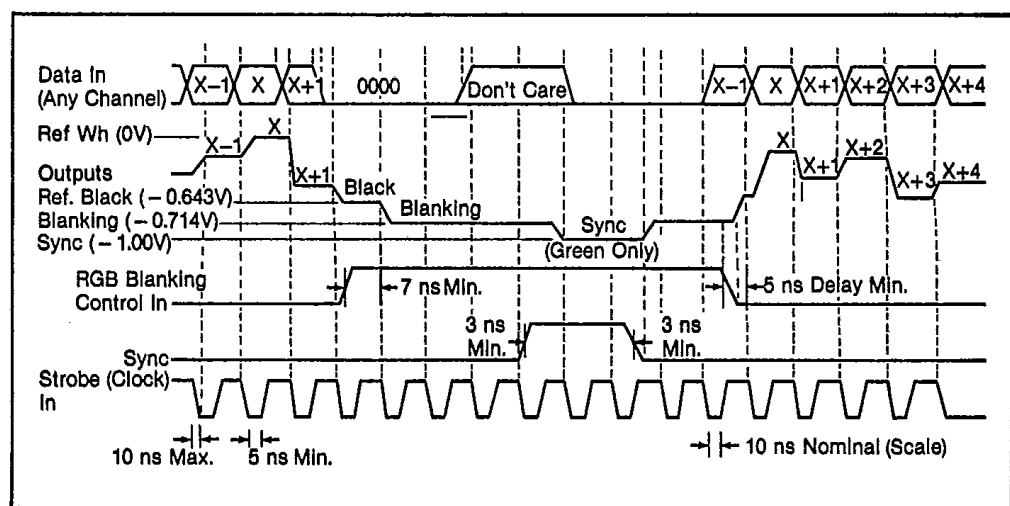 Data In
(Any Channel)
X–1 X X+1 0000 Don't Care X–1 X X+1 X+2 X+3 X+4
Ref Wh (0V)
X–1 X X+1 X X+1 X+2 X+3 X+4
Outputs
Ref. Black (– 0.643V)
Black
Blanking (– 0.714V)
Blanking
Sync (– 1.00V)
Sync
(Green Only)
RGB Blanking
Control In
7 ns Min.
5 ns Delay Min.
3 ns
Min.
3 ns
Min.
Sync
Strobe (Clock)
In
10 ns Max.
5 ns Min.
10 ns Nominal (Scale)